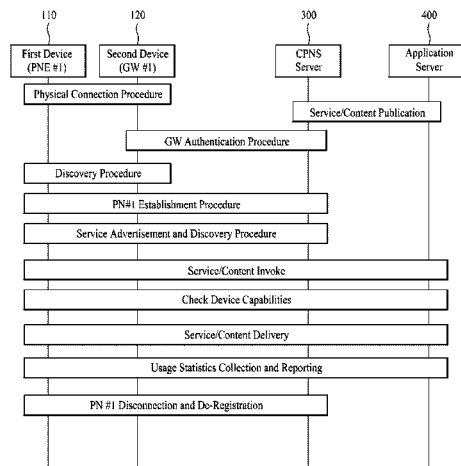 110
120
300
400
First Device
(PNE #1)
Second Device
(GW #1)
CPNS
Server
Application
Server
Physical Connection Procedure
Service/Content Publication
GW Authentication Procedure
Discovery Procedure
PN#1 Establishment Procedure
Service Advertisement and Discovery Procedure
Service/Content Invoke
Check Device Capabilities
Service/Content Delivery
Usage Statistics Collection and Reporting
PN #1 Disconnection and De-Registration